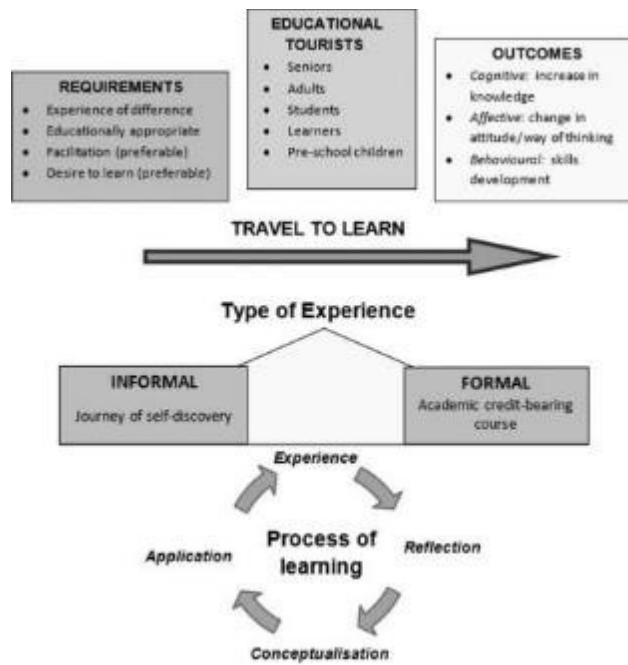 REQUIREMENTS
• Experience of difference
• Educationally appropriate
• Facilitation (preferable)
• Desire to learn (preferable)
EDUCATIONAL
TOURISTS
• Seniors
• Adults
• Students
• Learners
• Pre-school children
OUTCOMES
• Cognitive: increase in
knowledge
• Affective: change in
attitude/way of thinking
• Behavioural: skills
development
TRAVEL TO LEARN
Type of Experience
INFORMAL
Journey of self-discovery
FORMAL
Academic credit-bearing
course
Experience
Reflection
Conceptualisation
Application
Process of
learning